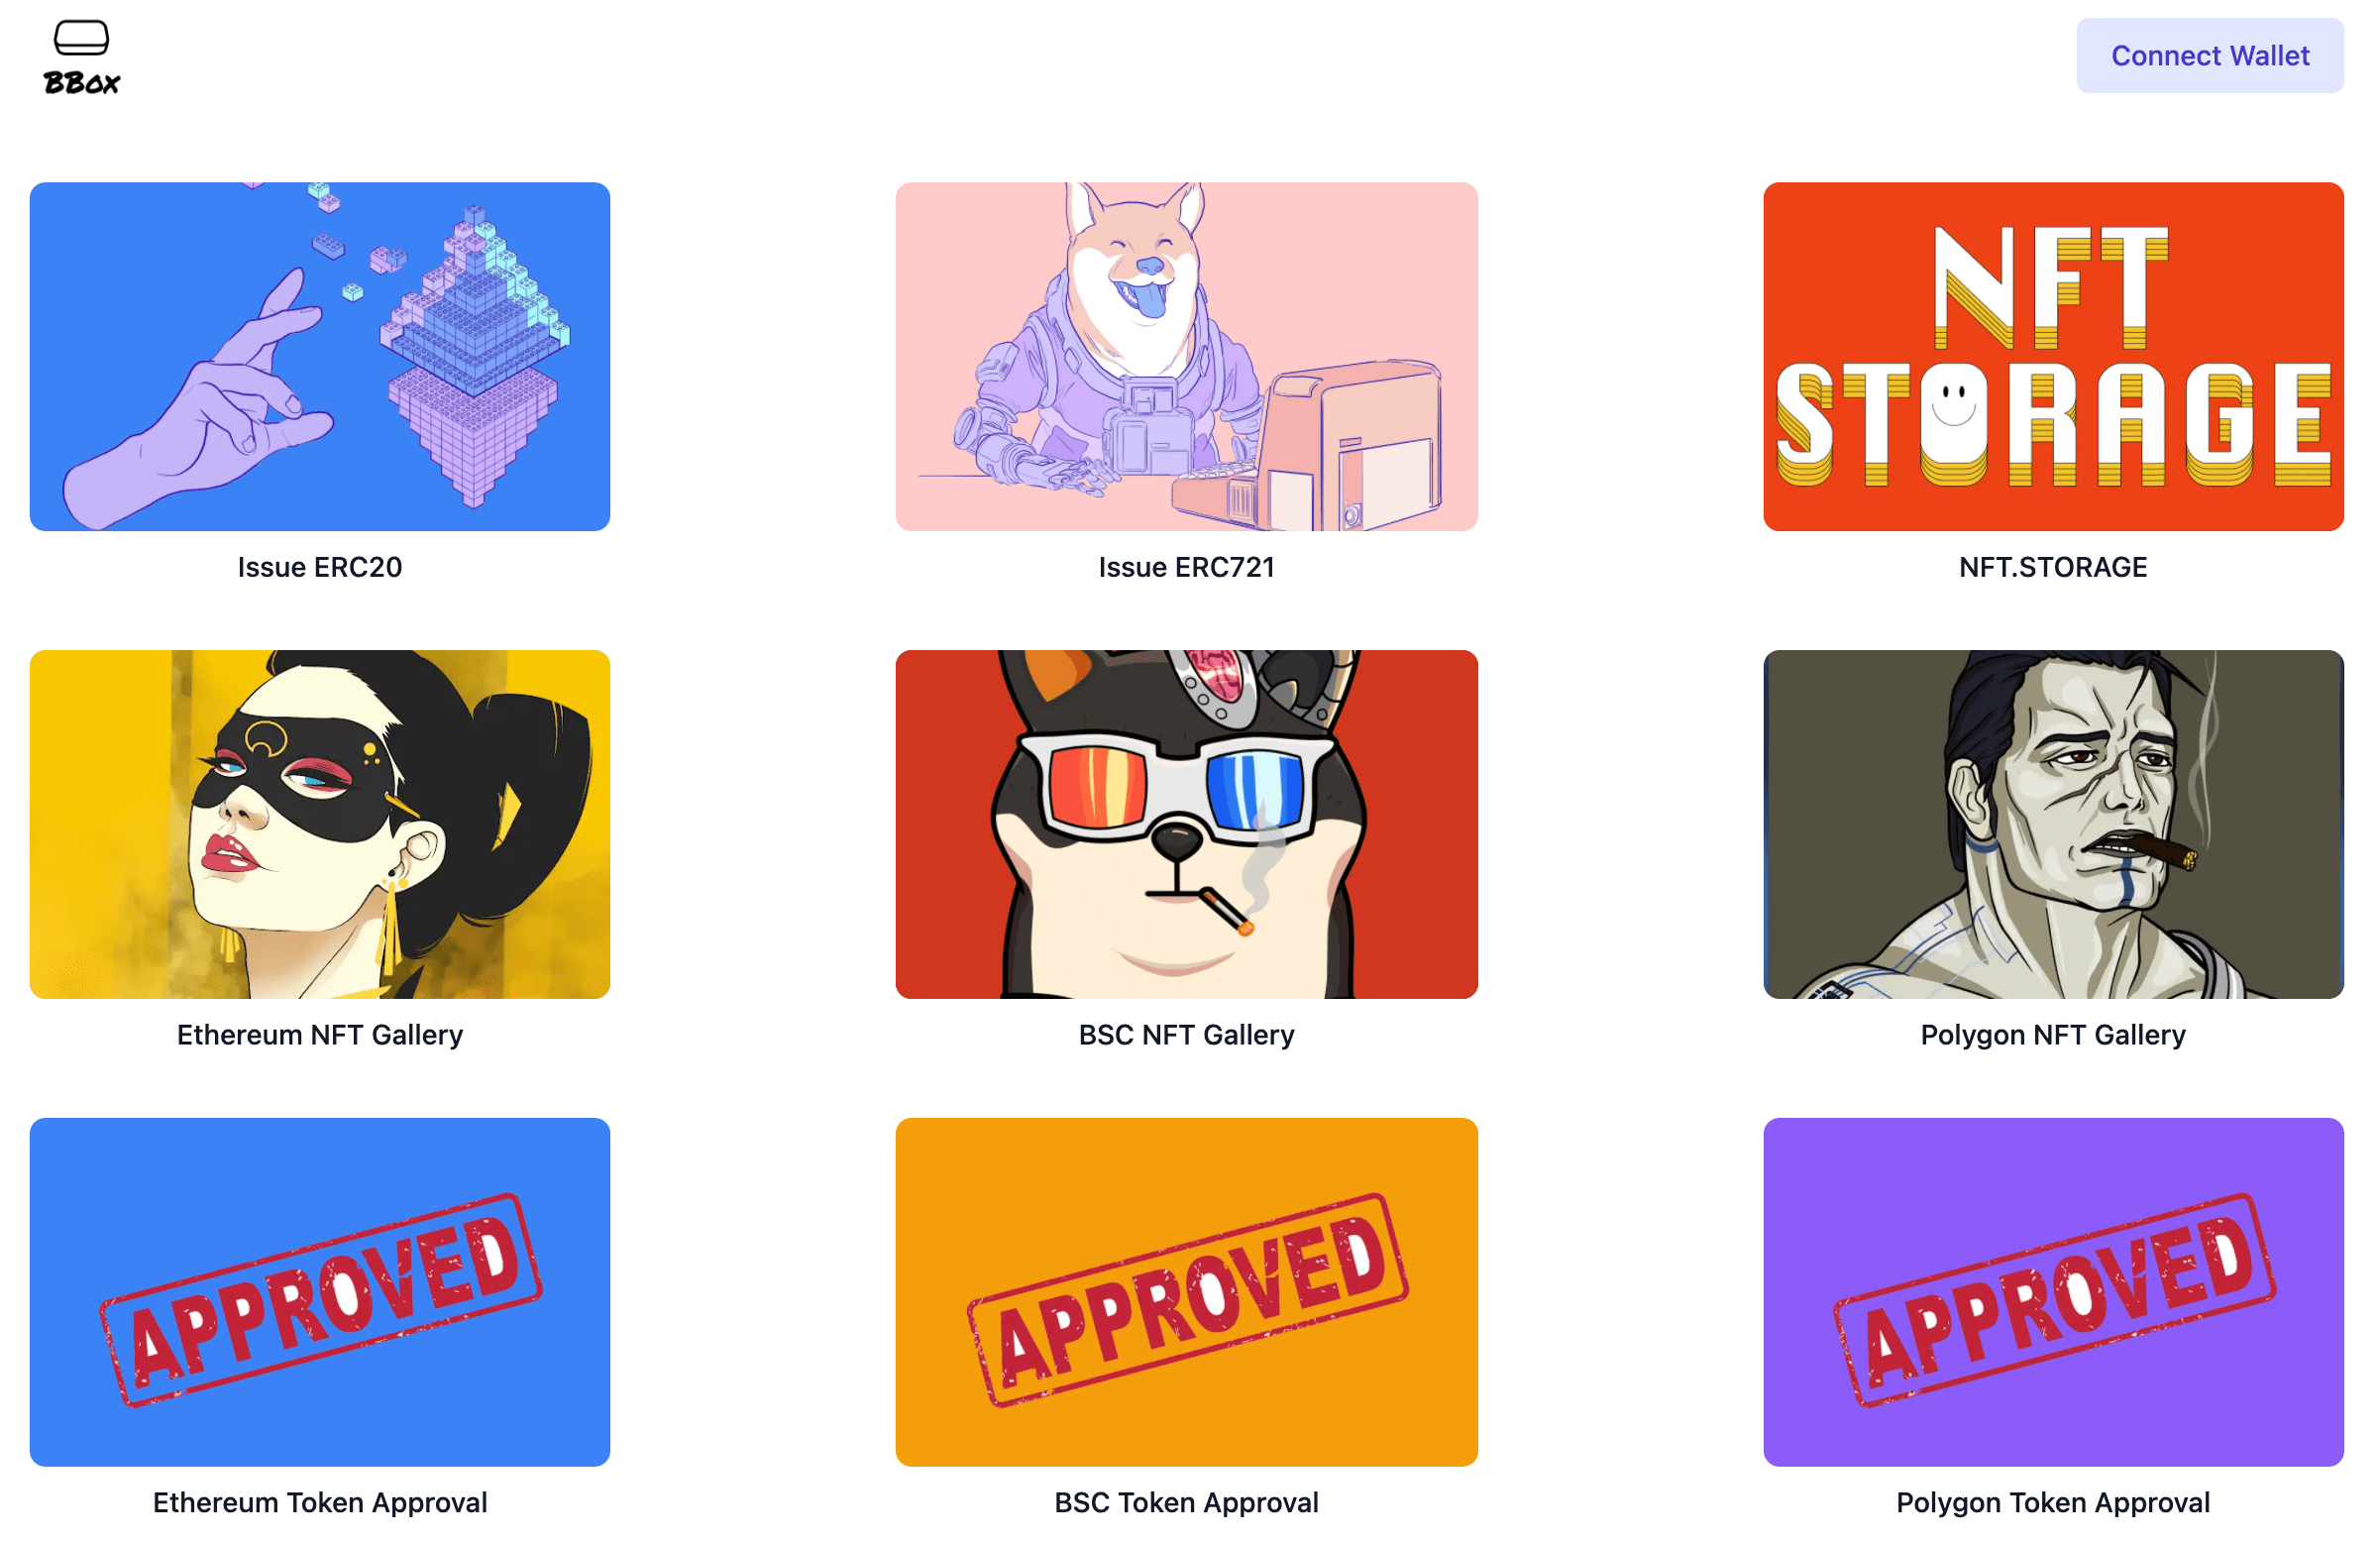 BBox
Connect Wallet
NFT
STORAGE
Issue ERC20
Issue ERC721
NFT.STORAGE
Ethereum NFT Gallery
BSC NFT Gallery
Polygon NFT Gallery
APPROVED
APPROVED
APPROVED
Ethereum Token Approval
BSC Token Approval
Polygon Token Approval